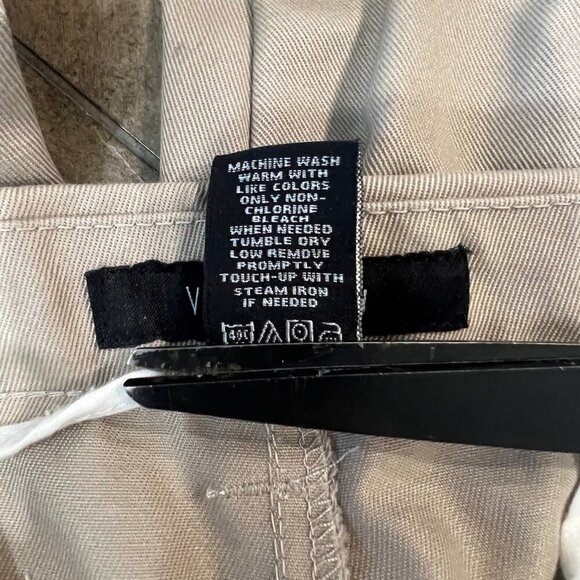 MACHINE WASH
WARM WITH
LIKE COLORS
ONLY NON-
CHLORINE
BLEACH
WHEN NEEDED
TUMBLE DRY
LOW REMOVE
PROMPTLY
TOUCH-UP WITH
STEAM IRON
IF NEEDED
V